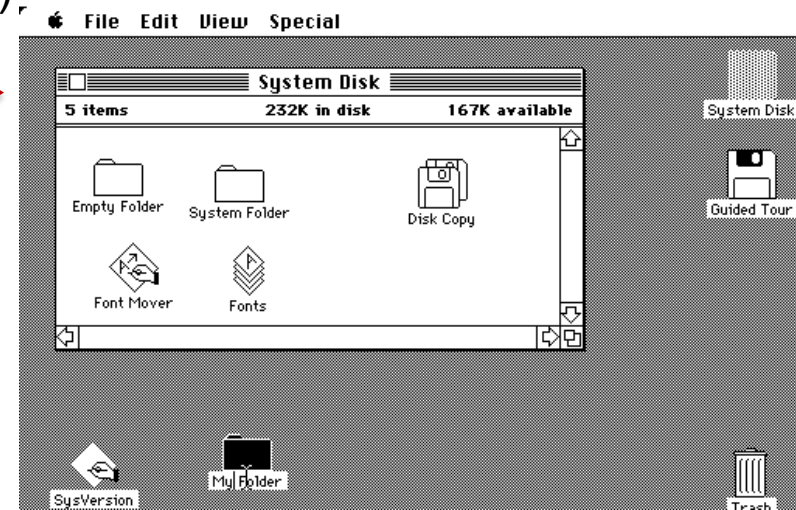 File Edit View Special
System Disk
5 items 232K in disk 167K available
System Disk
Empty Folder System Folder Disk Copy
Guided Tour
Font Mover Fonts
My Folder
SysVersion
Trash